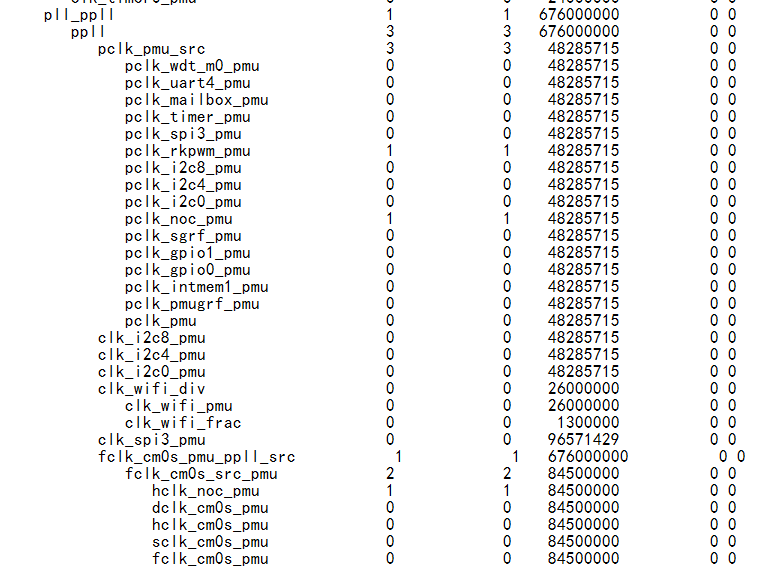 pll_ppll 1 1 676000000 0 0
ppll 3 3 676000000 0 0
pclk_pmu_src 3 3 48285715 0 0
pclk_wdt_m0_pmu 0 0 48285715 0 0
pclk_uart4_pmu 0 0 48285715 0 0
pclk_mailbox_pmu 0 0 48285715 0 0
pclk_timer_pmu 0 0 48285715 0 0
pclk_spi3_pmu 0 0 48285715 0 0
pclk_rkpwm_pmu 1 1 48285715 0 0
pclk_i2c8_pmu 0 0 48285715 0 0
pclk_i2c4_pmu 0 0 48285715 0 0
pclk_i2c0_pmu 0 0 48285715 0 0
pclk_noc_pmu 1 1 48285715 0 0
pclk_sgrf_pmu 0 0 48285715 0 0
pclk_gpio1_pmu 0 0 48285715 0 0
pclk_gpio0_pmu 0 0 48285715 0 0
pclk_intmem1_pmu 0 0 48285715 0 0
pclk_pmugrf_pmu 0 0 48285715 0 0
pclk_pmu 0 0 48285715 0 0
clk_i2c8_pmu 0 0 48285715 0 0
clk_i2c4_pmu 0 0 48285715 0 0
clk_i2c0_pmu 0 0 48285715 0 0
clk_wifi_div 0 0 26000000 0 0
clk_wifi_pmu 0 0 26000000 0 0
clk_wifi_frac 0 0 1300000 0 0
clk_spi3_pmu 0 0 96571429 0 0
fclk_cm0s_pmu_ppll_src 1 1 676000000 0 0
fclk_cm0s_src_pmu 2 2 84500000 0 0
hclk_noc_pmu 1 1 84500000 0 0
dclk_cm0s_pmu 0 0 84500000 0 0
hclk_cm0s_pmu 0 0 84500000 0 0
sclk_cm0s_pmu 0 0 84500000 0 0
fclk_cm0s_pmu 0 0 84500000 0 0